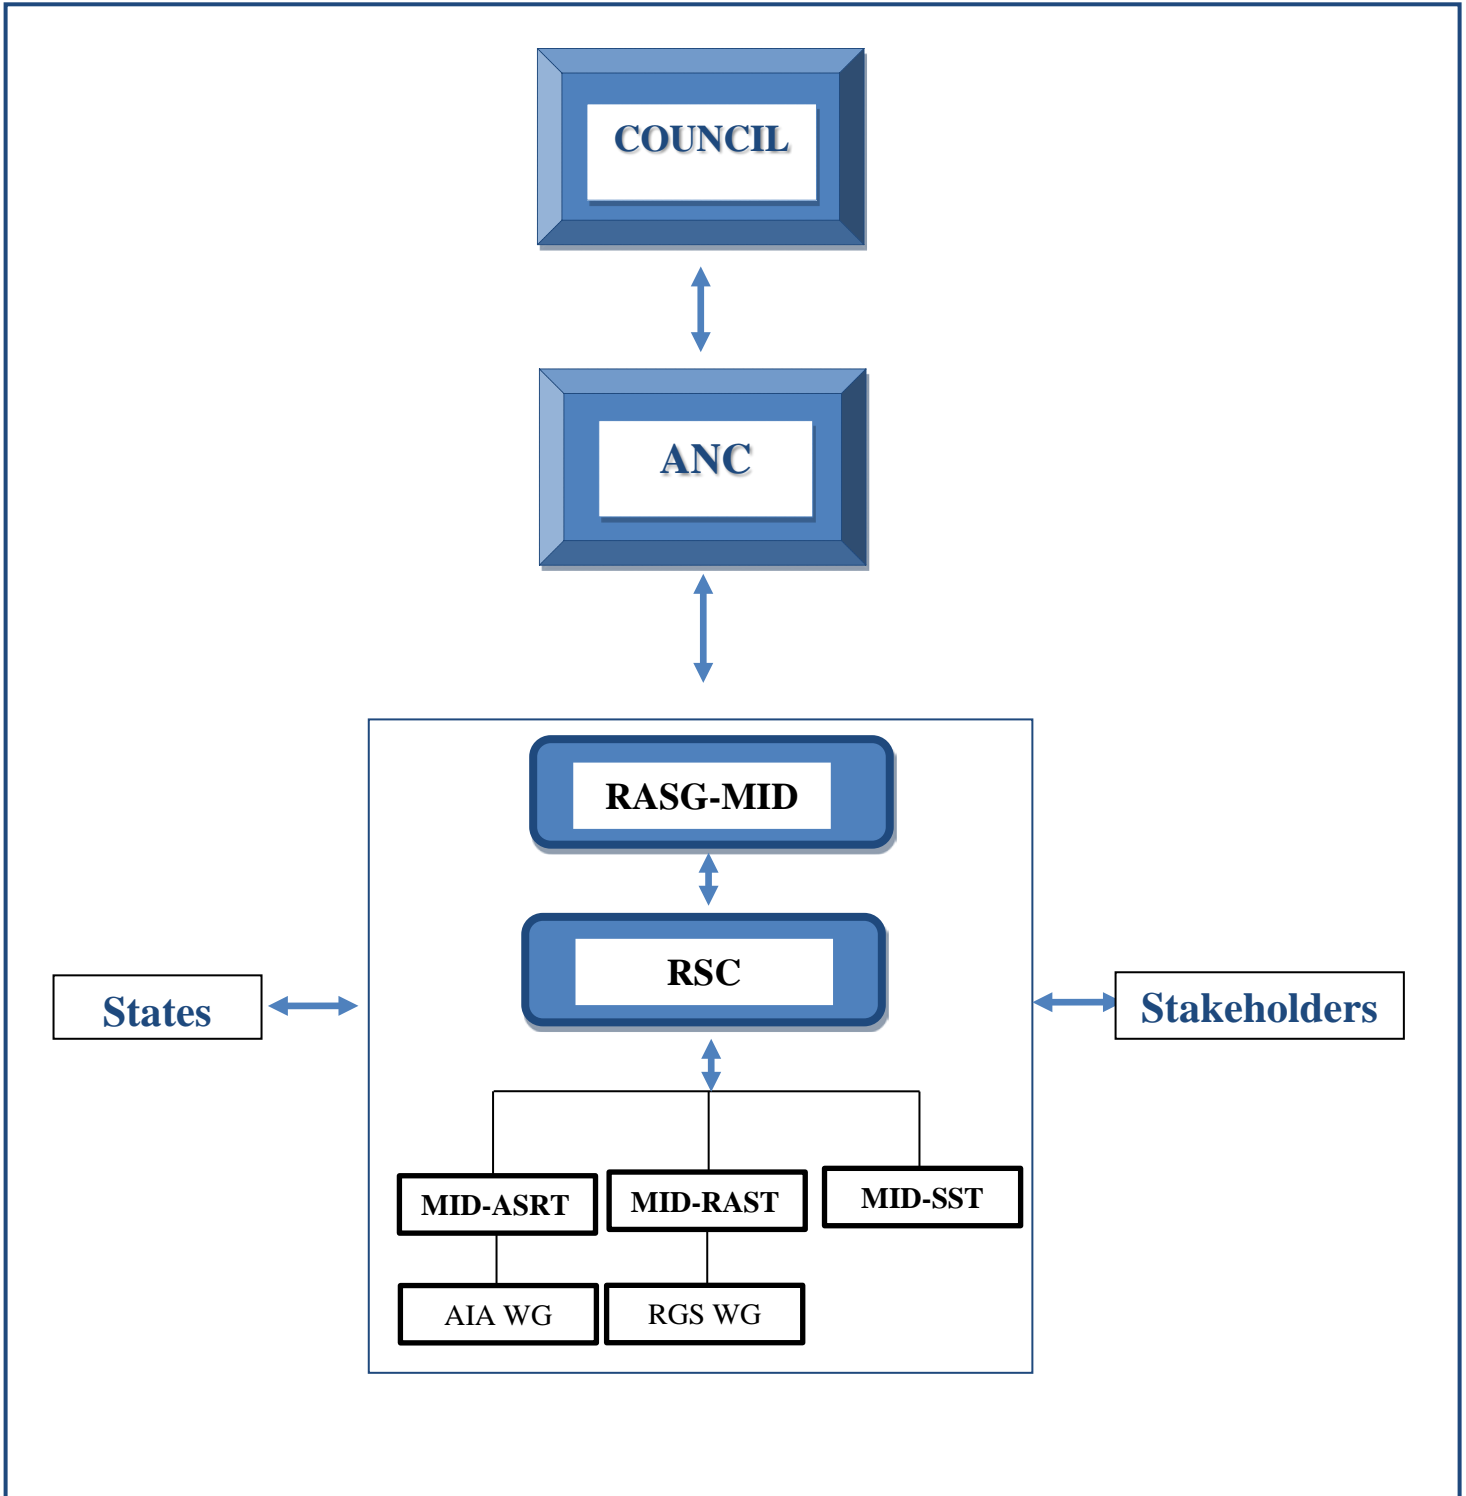 COUNCIL
ANC
RASG-MID
RSC
States
Stakeholders
MID-ASRT
MID-RAST
MID-SST
AIA WG
RGS WG